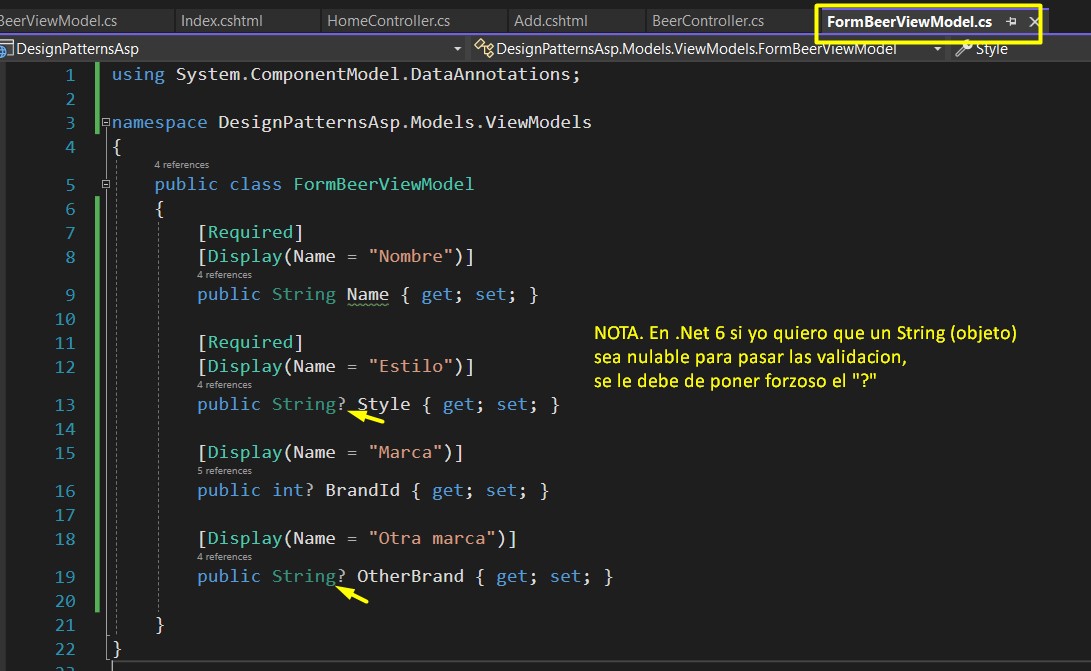 BeerViewModel.cs Index.cshtml HomeController.cs Add.cshtml BeerController.cs FormBeerViewModel.cs
DesignPatternsAsp DesignPatternsAsp.Models.ViewModels.FormBeerViewModel Style
1 using System.ComponentModel.DataAnnotations;
2
3 namespace DesignPatternsAsp.Models.ViewModels
4 {
4 references
5 public class FormBeerViewModel
6 {
7 [Required]
8 [Display(Name = "Nombre")]
4 references
9 public String Name { get; set; }
10
11 [Required]
12 [Display(Name = "Estilo")]
4 references
13 public String? Style { get; set; }
14
15 [Display(Name = "Marca")]
5 references
16 public int? BrandId { get; set; }
17
18 [Display(Name = "Otra marca")]
4 references
19 public String? OtherBrand { get; set; }
20
21 }
22 }
23
NOTA. En .Net 6 si yo quiero que un String (objeto)
sea nulable para pasar las validacion,
se le debe de poner forzoso el "?"